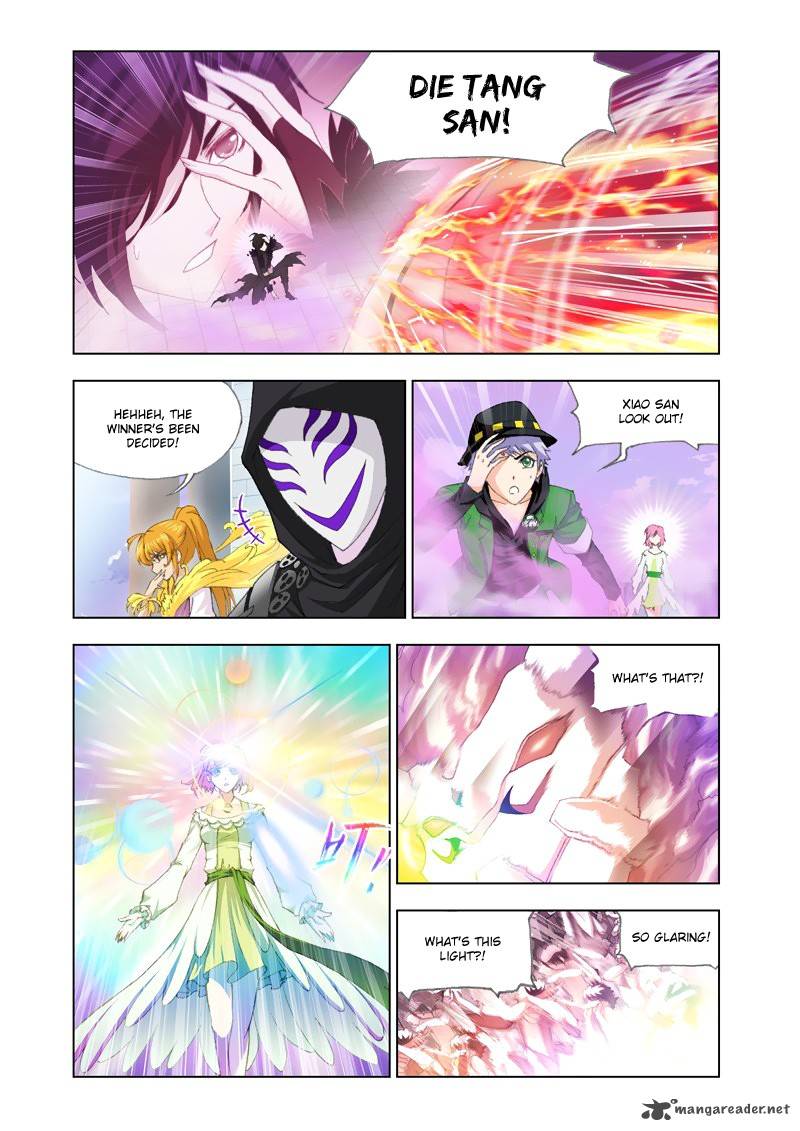 DIE TANG
SAN!
HEHHEH, THE
WINNER'S BEEN
DECIDED!
XIAO SAN
LOOK OUT!
WHAT'S THAT?!
WHAT'S THIS
LIGHT?!
SO GLARING!
mangareader.net